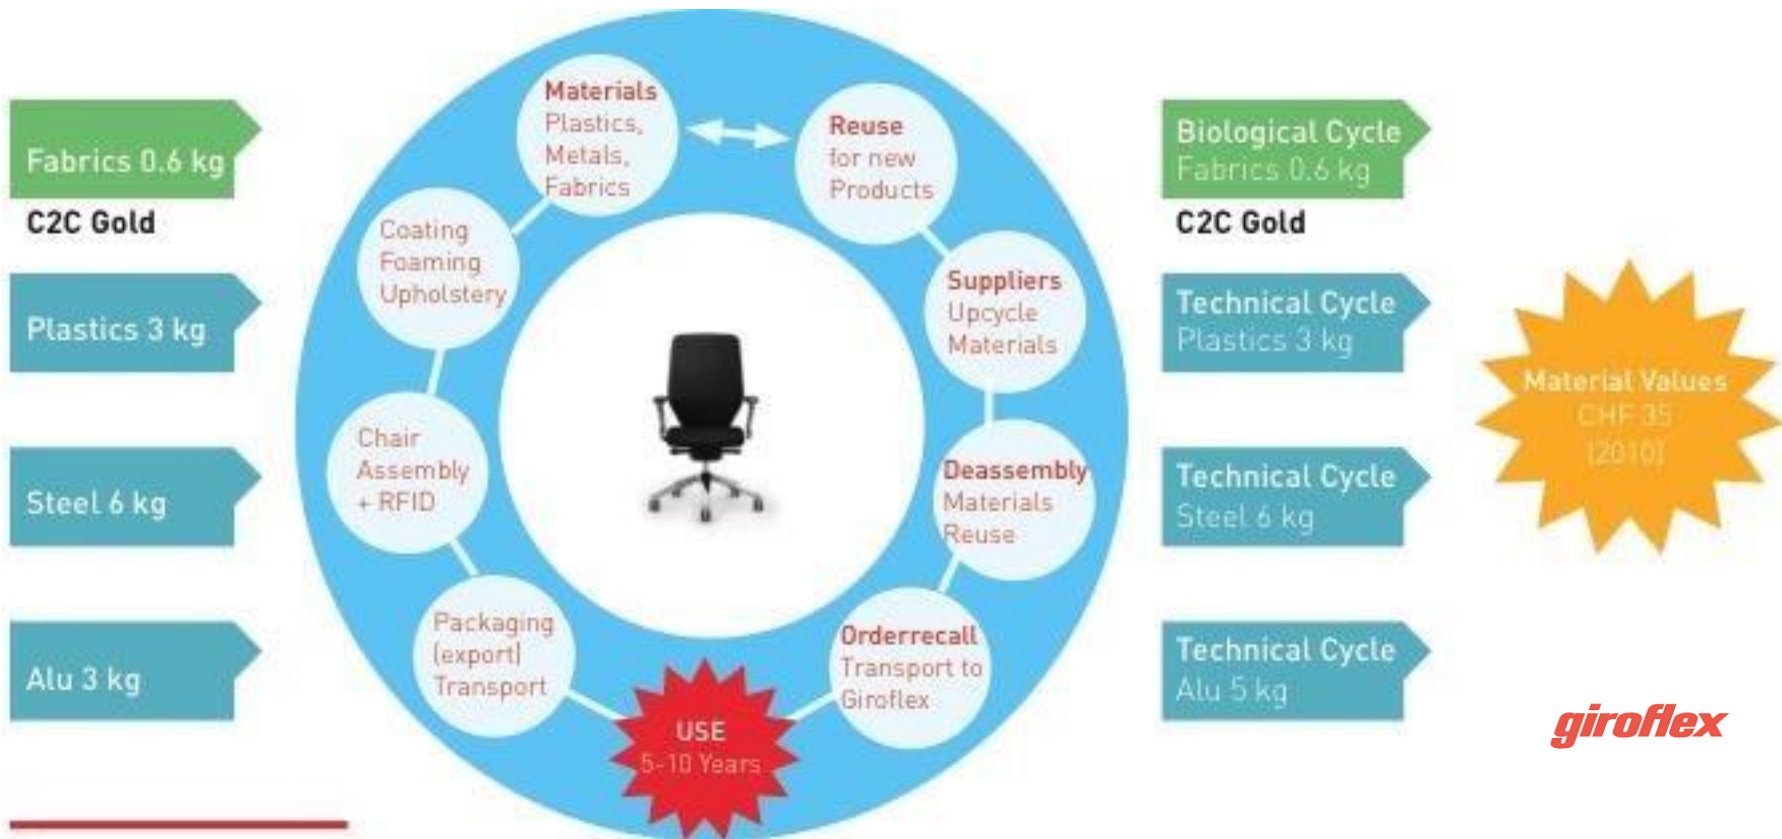 Fabrics 0.6 kg
C2C Gold
Plastics 3 kg
Steel 6 kg
Alu 3 kg
Materials
Plastics,
Metals,
Fabrics
Coating
Foaming
Upholstery
Chair
Assembly
+ RFID
Packaging
(export)
Transport
USE
5-10 Years
Orderrecall
Transport to
Giroflex
Deassembly
Materials
Reuse
Suppliers
Upcycle
Materials
Reuse
for new
Products
Biological Cycle
Fabrics 0.6 kg
C2C Gold
Technical Cycle
Plastics 3 kg
Technical Cycle
Steel 6 kg
Technical Cycle
Alu 5 kg
Material Values
CHF 35
(2010)
giroflex